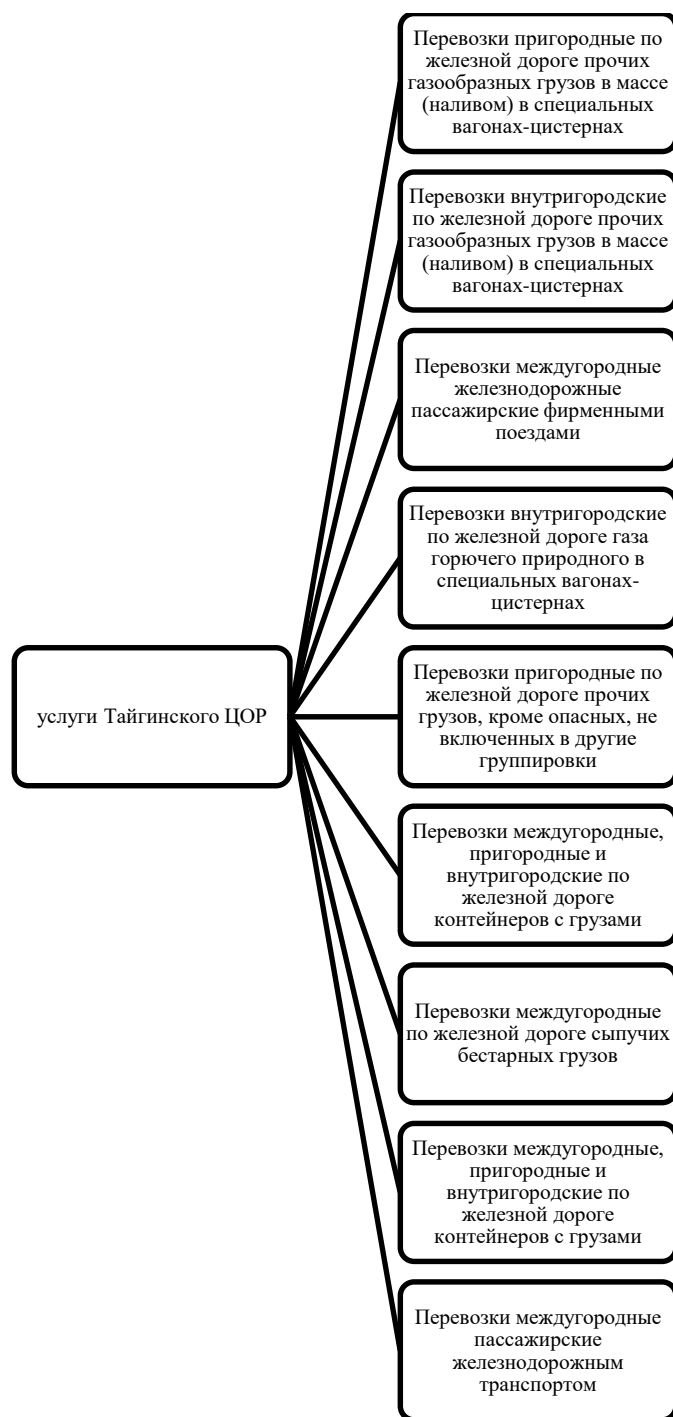 Перевозки пригородные по
железной дороге прочих
газообразных грузов в массе
(наливом) в специальных
вагонах-цистернах
Перевозки внутригородские
по железной дороге прочих
газообразных грузов в массе
(наливом) в специальных
вагонах-цистернах
Перевозки междугородные
железнодорожные
пассажирские фирменными
поездами
Перевозки внутригородские
по железной дороге газа
горючего природного в
специальных вагонах-
цистернах
услуги Тайгинского ЦОР
Перевозки пригородные по
железной дороге прочих
грузов, кроме опасных, не
включенных в другие
группировки
Перевозки междугородные,
пригородные и
внутригородские по
железной дороге
контейнеров с грузами
Перевозки междугородные
по железной дороге сыпучих
бестарных грузов
Перевозки междугородные,
пригородные и
внутригородские по
железной дороге
контейнеров с грузами
Перевозки междугородные
пассажирские
железнодорожным
транспортом